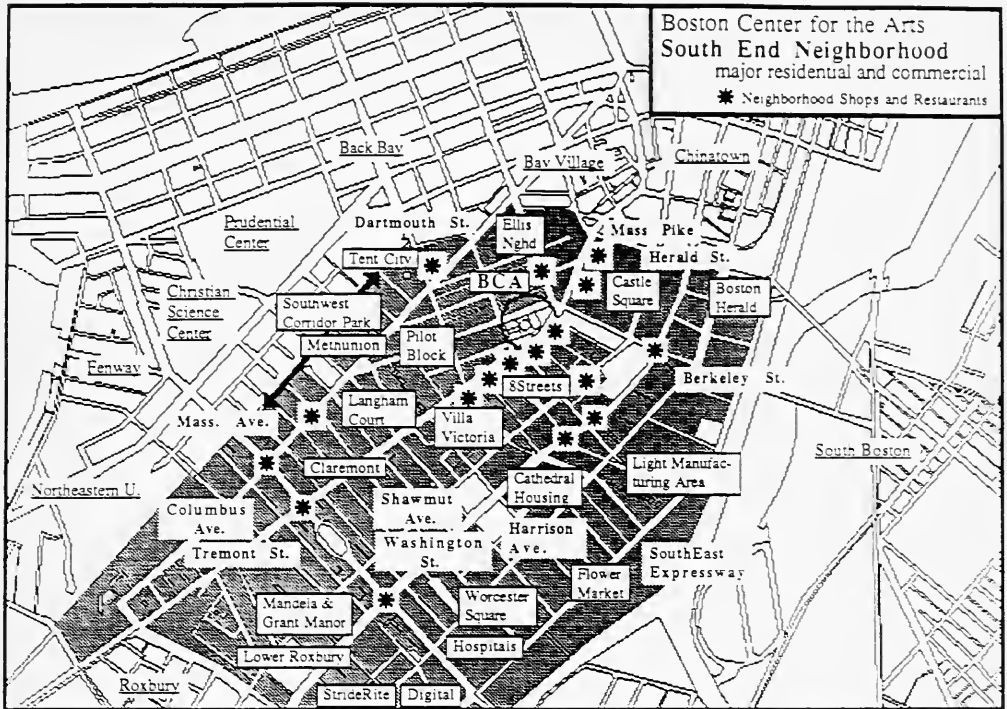 Boston Center for the Arts
South End Neighborhood
major residential and commercial
Neighborhood Shops and Restaurants
Back Bay
Bay Village
Chinatown
Prudential
Center
Dartmouth St.
Ellis
Nghd
Mass Pike
Herald St.
Tent City
BCA
Castle
Square
Boston
Herald
Christian
Science
Center
Southwest
Corridor Park
Methunion
Pilot
Block
Fenway
8Streets
Berkeley St.
Langham
Court
Mass. Ave.
Villa
Victoria
South Boston
Claremont
Cathedral
Housing
Light Manufac-
turing Area
Northeastern U.
Columbus
Ave.
Shawmut
Ave.
Harrison
Ave.
Tremont St.
Washington
St.
SouthEast
Expressway
Flower
Market
Mandela &
Grant Manor
Worcester
Square
Lower Roxbury
Hospitals
Roxbury
StrideRite
Digital